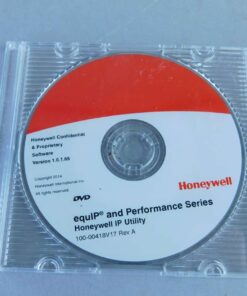 Honeywell Confidential
& Proprietary
Software
Version 1.0.1.65
Copyright 2014
Honeywell International Inc.
All rights reserved.
DVD
Honeywell
equIP® and Performance Series
Honeywell IP Utility
100-00418V17 Rev A